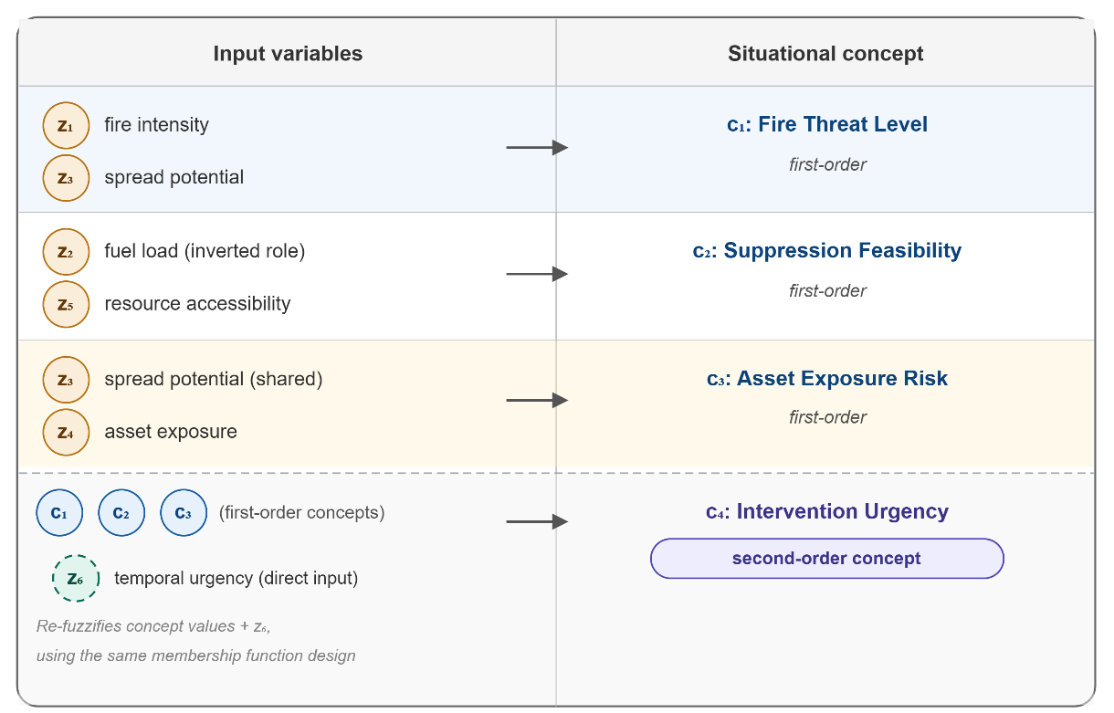 Input variables
Situational concept
z₁ fire intensity
z₃ spread potential
c₁: Fire Threat Level
first-order
z₂ fuel load (inverted role)
z₅ resource accessibility
c₂: Suppression Feasibility
first-order
z₃ spread potential (shared)
z₄ asset exposure
c₃: Asset Exposure Risk
first-order
c₁ c₂ c₃ (first-order concepts)
z₆ temporal urgency (direct input)
Re-fuzzifies concept values + z₆,
using the same membership function design
c₄: Intervention Urgency
second-order concept